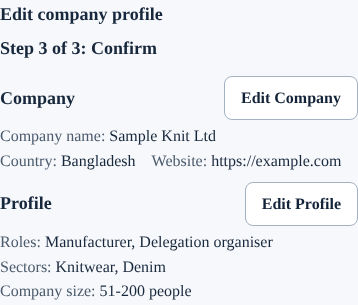 Edit company profile
Step 3 of 3: Confirm
Company
Edit Company
Company name: Sample Knit Ltd
Country: Bangladesh Website: https://example.com
Profile
Edit Profile
Roles: Manufacturer, Delegation organiser
Sectors: Knitwear, Denim
Company size: 51-200 people